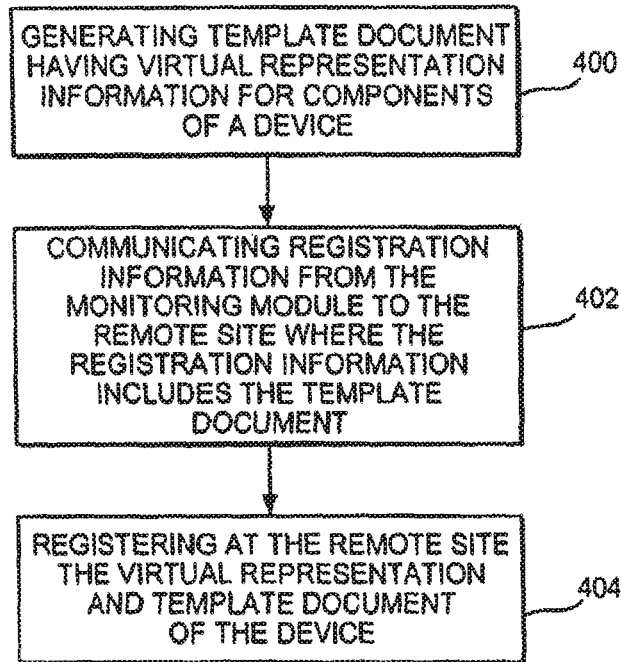 GENERATING TEMPLATE DOCUMENT
HAVING VIRTUAL REPRESENTATION
INFORMATION FOR COMPONENTS
OF A DEVICE
400
COMMUNICATING REGISTRATION
INFORMATION FROM THE
MONITORING MODULE TO THE
REMOTE SITE WHERE THE
REGISTRATION INFORMATION
INCLUDES THE TEMPLATE
DOCUMENT
402
REGISTERING AT THE REMOTE SITE
THE VIRTUAL REPRESENTATION
AND TEMPLATE DOCUMENT
OF THE DEVICE
404